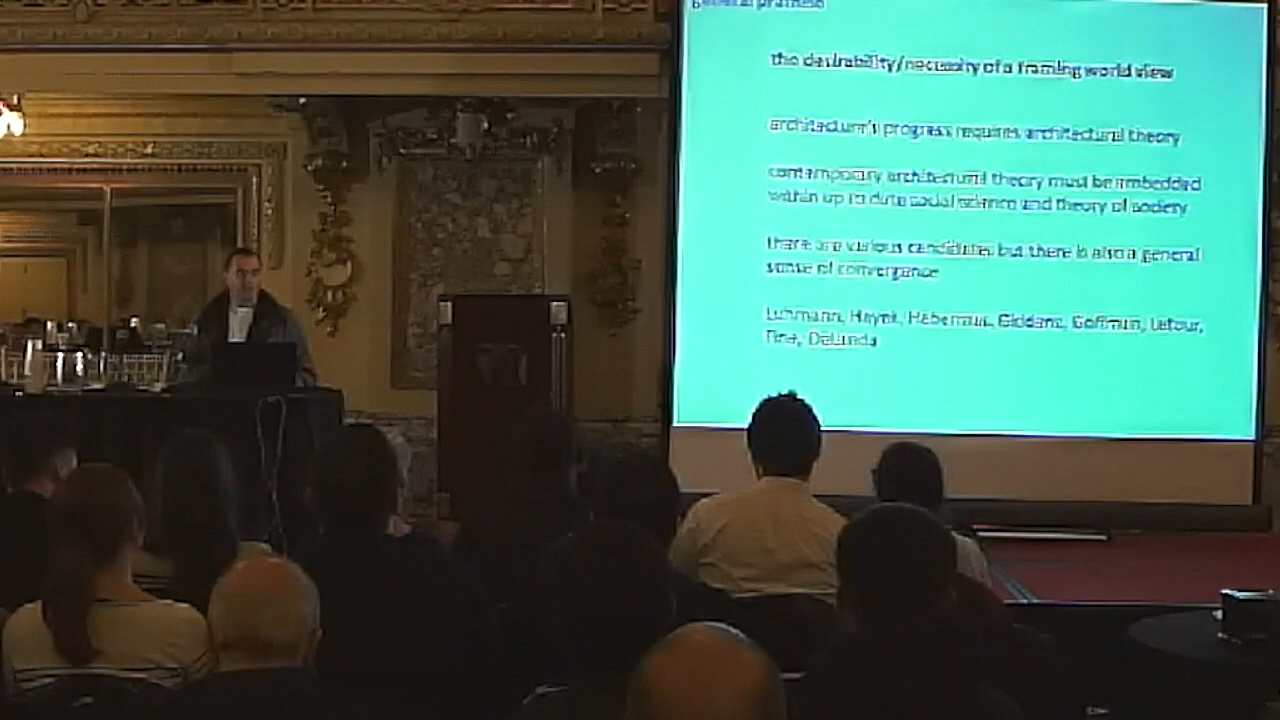 general premise
the desirability/necessity of a framing world view
architecture's progress requires architectural theory
contemporary architectural theory must be embedded
within up to date social science and theory of society
there are various candidates but there is also a general
sense of convergence
Luhmann, Hayek, Habermas, Giddens, Goffman, Latour,
DeLanda